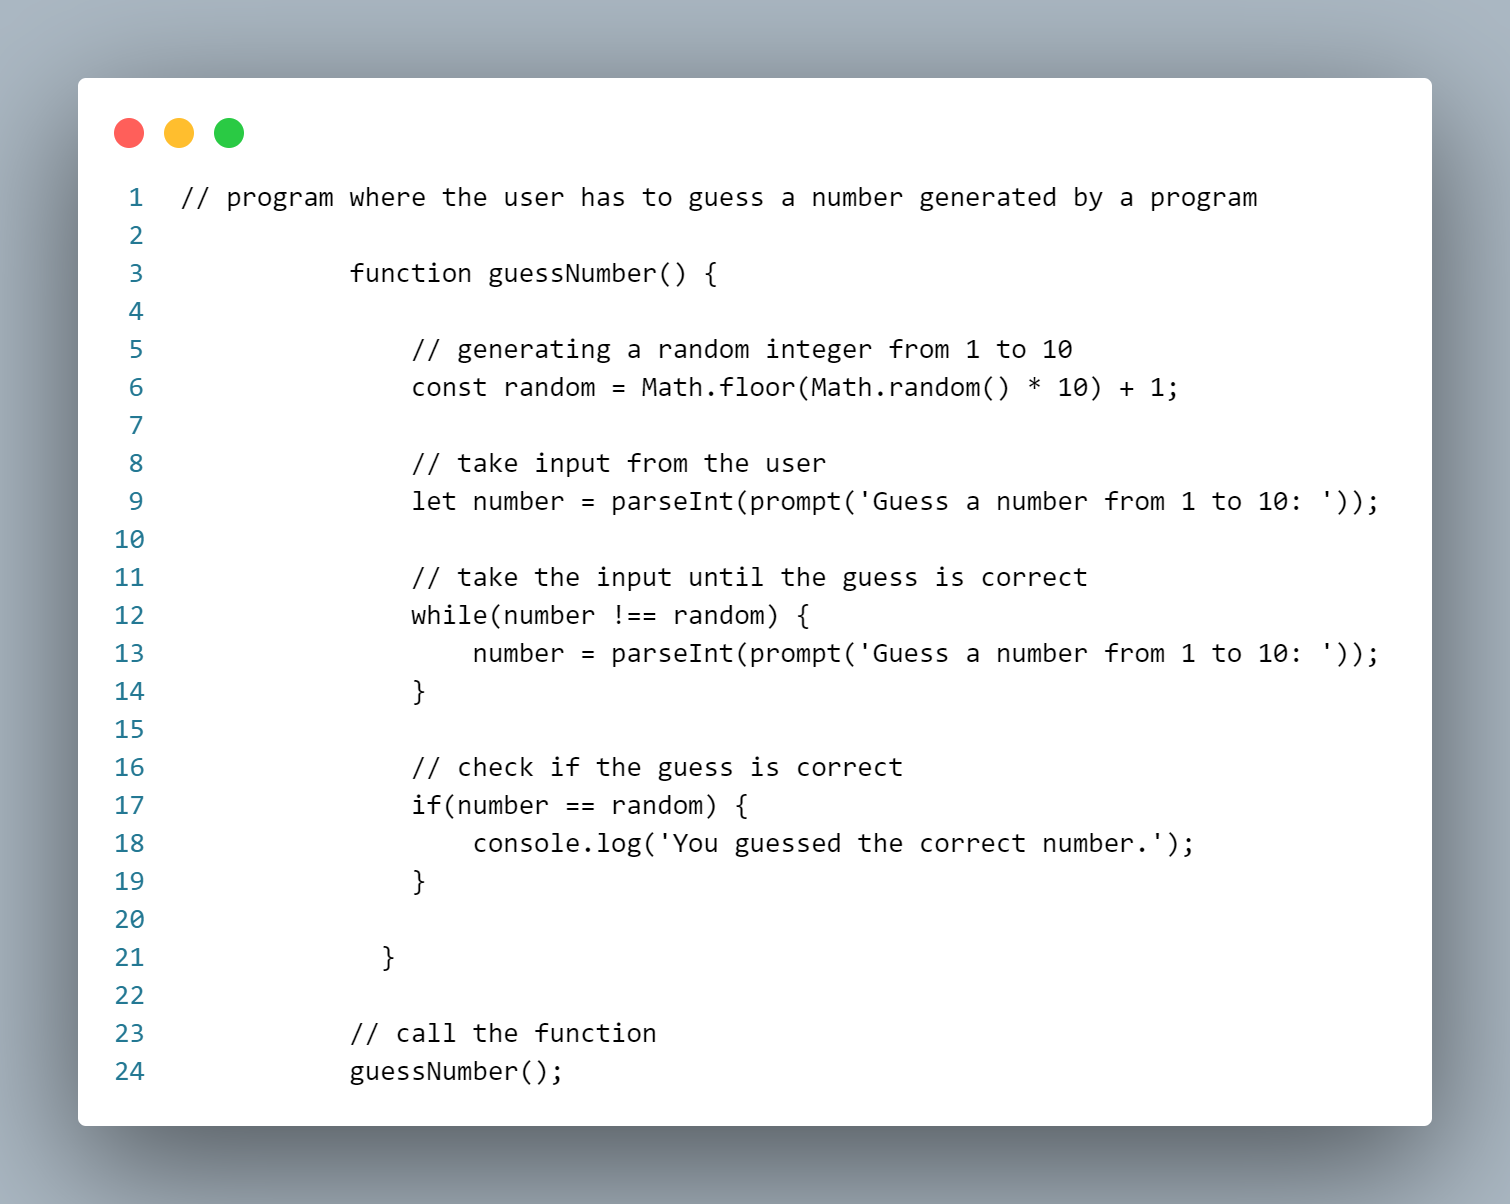 1 // program where the user has to guess a number generated by a program
2
3 function guessNumber() {
4
5 // generating a random integer from 1 to 10
6 const random = Math.floor(Math.random() * 10) + 1;
7
8 // take input from the user
9 let number = parseInt(prompt('Guess a number from 1 to 10: '));
10
11 // take the input until the guess is correct
12 while(number !== random) {
13 number = parseInt(prompt('Guess a number from 1 to 10: '));
14 }
15
16 // check if the guess is correct
17 if(number == random) {
18 console.log('You guessed the correct number.');
19 }
20
21 }
22
23 // call the function
24 guessNumber();